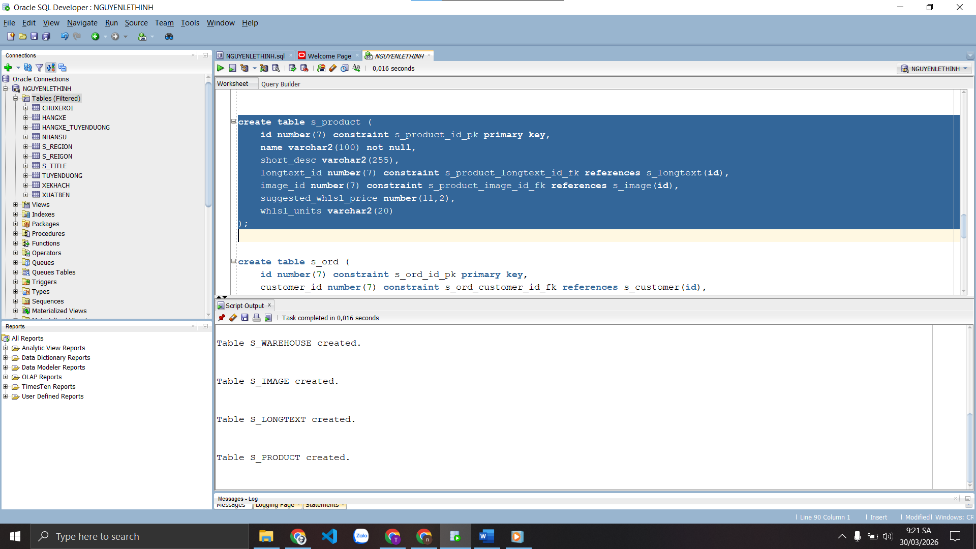 Oracle SQL Developer : NGUYENLETHINH
File Edit View Navigate Run Source Team Tools Window Help
Connections
Oracle Connections
NGUYENLETHINH
Tables (Filtered)
CHUXEROI
HANGXE
HANGXE_TUYENDUONG
NHANSU
S_REGION
S_REIGON
S_TITLE
TUYENDUONG
XEKHACH
XUATBEN
Views
Indexes
Packages
Procedures
Functions
Operators
Queues
Queues Tables
Triggers
Types
Sequences
Materialized Views
Reports
All Reports
Analytic View Reports
Data Dictionary Reports
Data Modeler Reports
OLAP Reports
TimesTen Reports
User Defined Reports
NGUYENLETHINH.sql Welcome Page NGUYENLETHINH
0,016 seconds NGUYENLETHINH
Worksheet Query Builder
create table s_product (
id number(7) constraint s_product_id_pk primary key,
name varchar2(100) not null,
short_desc varchar2(255),
longtext_id number(7) constraint s_product_longtext_id_fk references s_longtext(id),
image_id number(7) constraint s_product_image_id_fk references s_image(id),
suggested_whlsl_price number(11,2),
whlsl_units varchar2(20)
);
create table s_ord (
id number(7) constraint s_ord_id_pk primary key,
customer_id number(7) constraint s_ord_customer_id_fk references s_customer(id),
Script Output
Task completed in 0,016 seconds
Table S_WAREHOUSE created.
Table S_IMAGE created.
Table S_LONGTEXT created.
Table S_PRODUCT created.
Messages - Log
Messages Logging Page Statements
Line 90 Column 1 Insert Modified Windows: CF
Type here to search
9:21 SA
30/03/2026